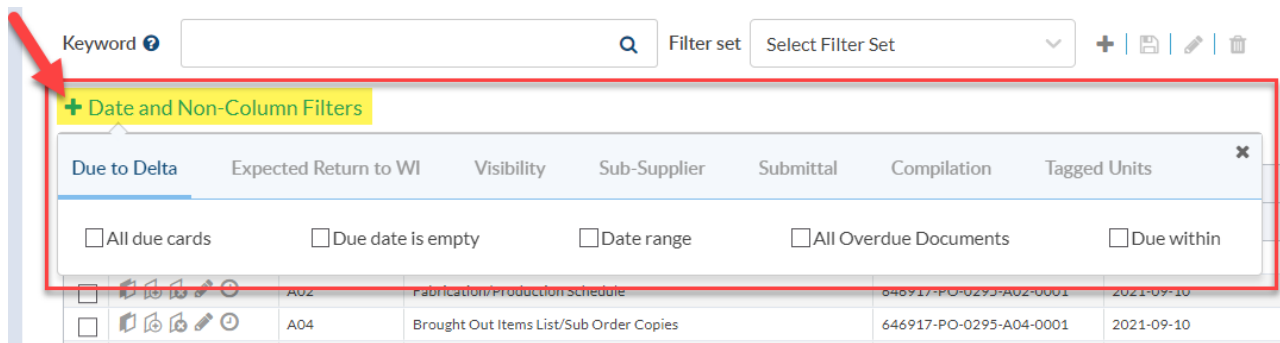 Keyword ? Filter set Select Filter Set
+ Date and Non-Column Filters
Due to Delta Expected Return to WI Visibility Sub-Supplier Submittal Compilation Tagged Units
All due cards Due date is empty Date range All Overdue Documents Due within
A02 Fabrication/Production Schedule 646917-PO-0295-A02-0001 2021-09-10
A04 Brought Out Items List/Sub Order Copies 646917-PO-0295-A04-0001 2021-09-10